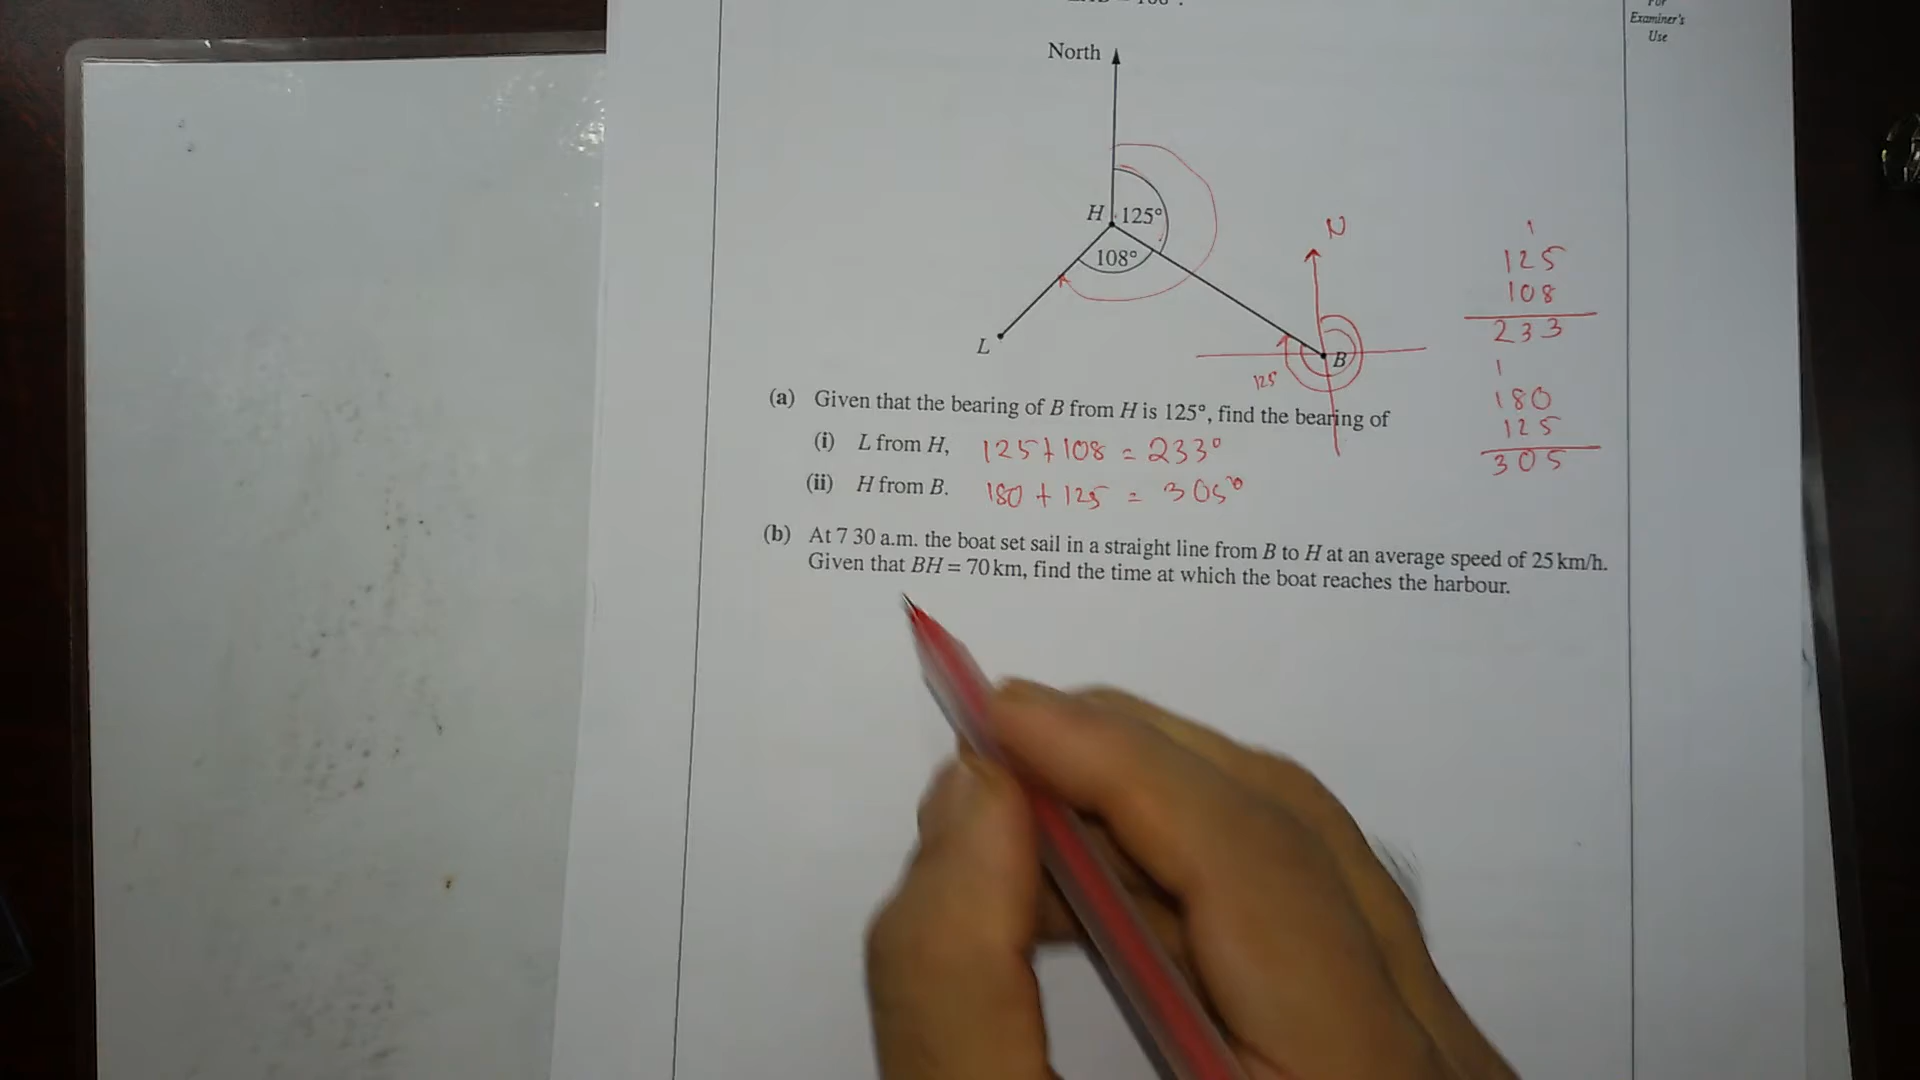 For
Examiner's
Use
North
H 125°
108°
L
N
B
125
1
125
108
233
1
180
125
305
(a) Given that the bearing of B from H is 125°, find the bearing of
(i) L from H, 125+108 = 233°
(ii) H from B. 180 + 125 = 305°
(b) At 7 30 a.m. the boat set sail in a straight line from B to H at an average speed of 25 km/h.
Given that BH = 70 km, find the time at which the boat reaches the harbour.